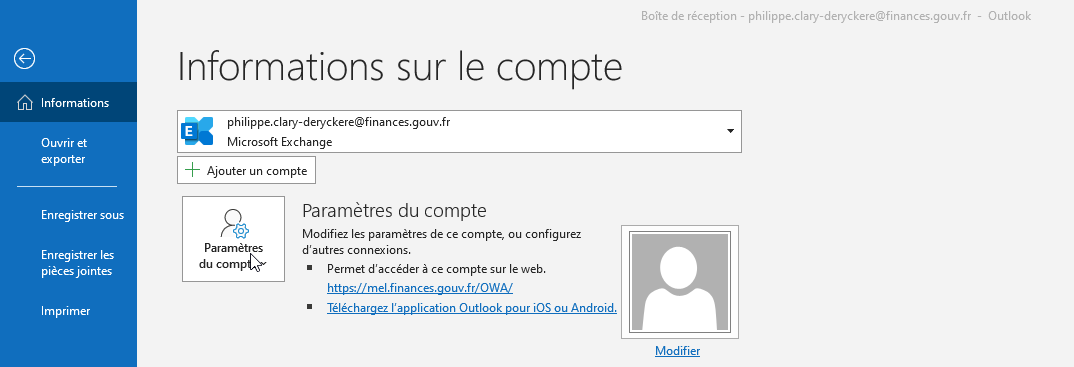 Boîte de réception - philippe.clary-deryckere@finances.gouv.fr - Outlook
Informations sur le compte
Informations
Ouvrir et
exporter
Enregistrer sous
Enregistrer les
pièces jointes
Imprimer
philippe.clary-deryckere@finances.gouv.fr
Microsoft Exchange
Ajouter un compte
Paramètres
du compte
Paramètres du compte
Modifiez les paramètres de ce compte, ou configurez
d'autres connexions.
Permet d'accéder à ce compte sur le web.
https://mel.finances.gouv.fr/OWA/
Téléchargez l'application Outlook pour iOS ou Android.
Modifier